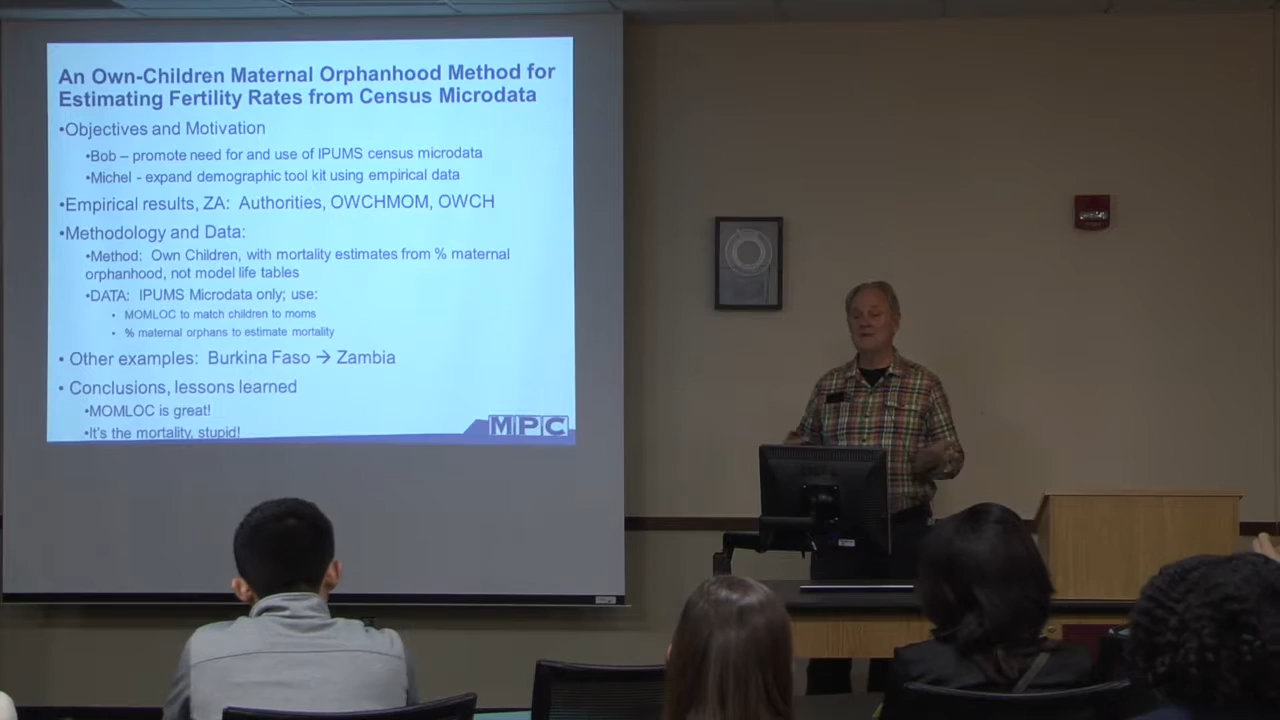 An Own-Children Maternal Orphanhood Method for
Estimating Fertility Rates from Census Microdata
•Objectives and Motivation
•Bob – promote need for and use of IPUMS census microdata
•Michel - expand demographic tool kit using empirical data
•Empirical results, ZA: Authorities, OWCHMOM, OWCH
•Methodology and Data:
•Method: Own Children, with mortality estimates from % maternal
orphanhood, not model life tables
•DATA: IPUMS Microdata only; use:
• MOMLOC to match children to moms
• % maternal orphans to estimate mortality
• Other examples: Burkina Faso → Zambia
• Conclusions, lessons learned
•MOMLOC is great!
•It's the mortality, stupid!
MPC